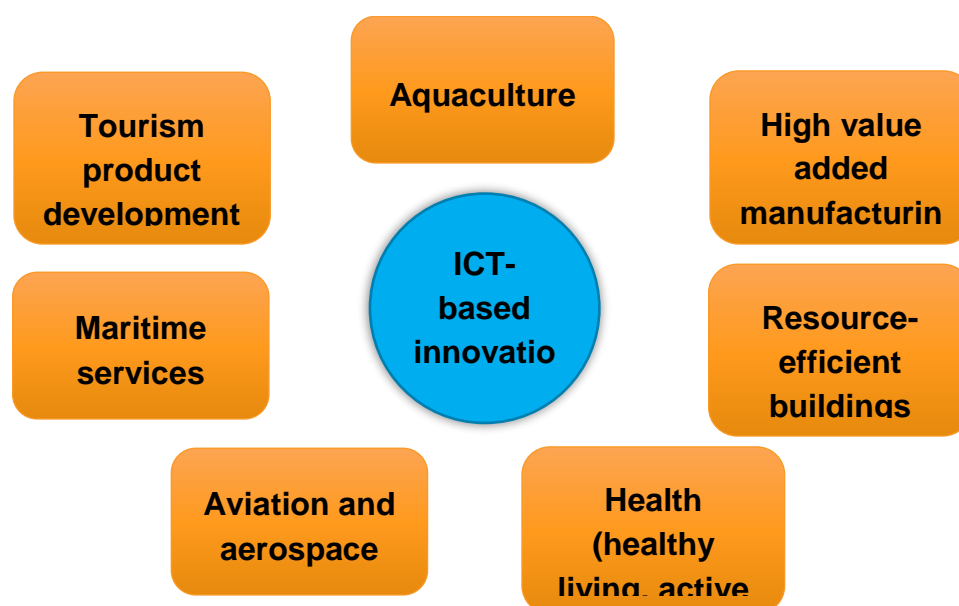 Aquaculture
Tourism
product
development
High value
added
manufacturin
ICT-
based
innovatio
Maritime
services
Resource-
efficient
buildings
Aviation and
aerospace
Health
(healthy
living, active